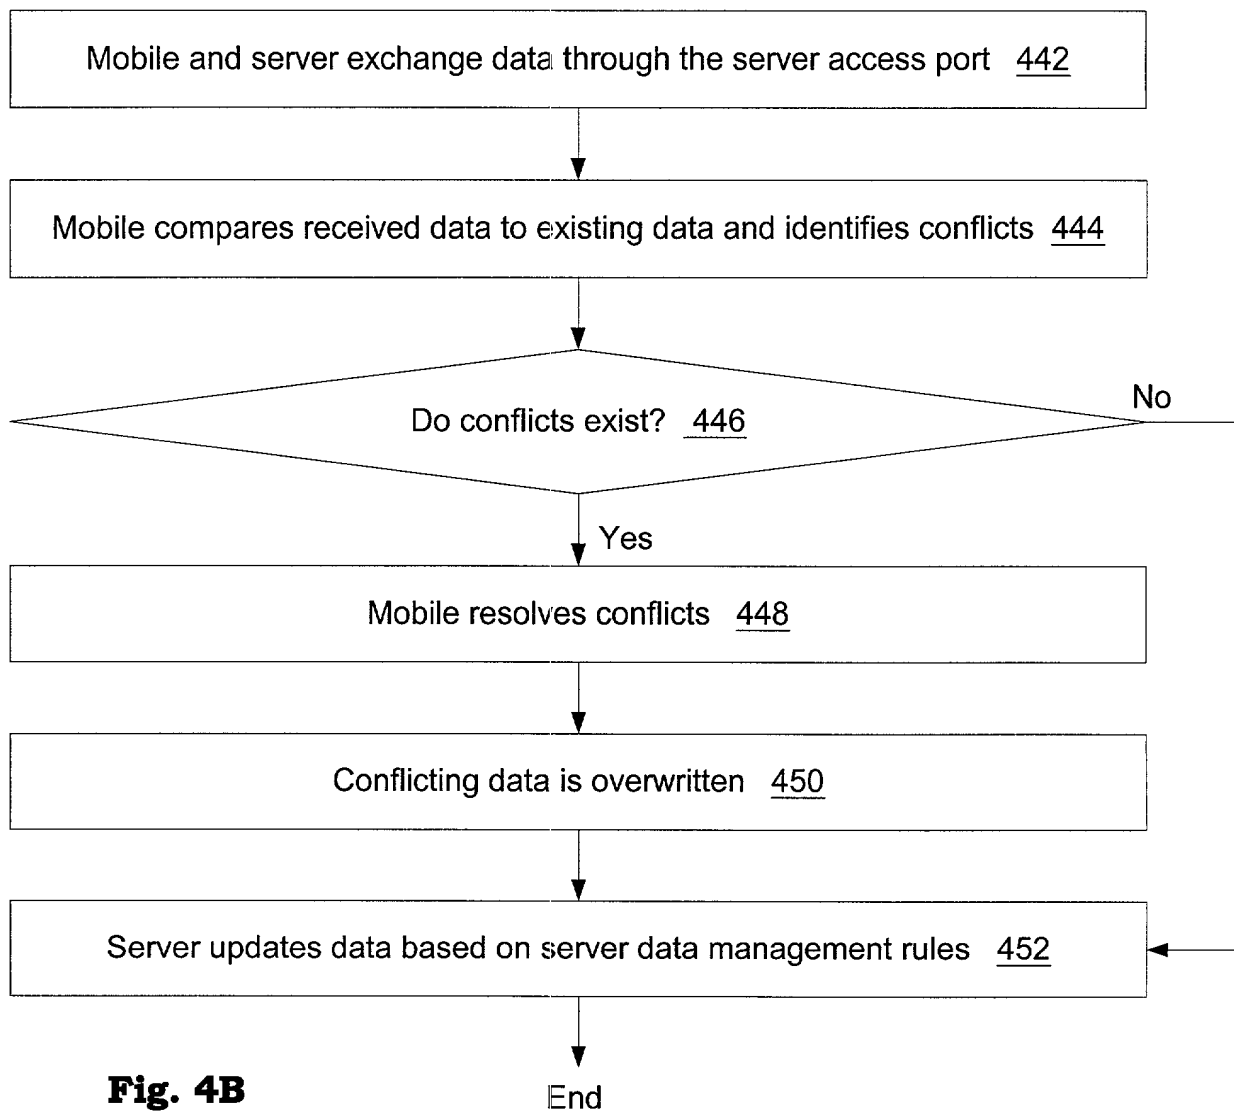 Mobile and server exchange data through the server access port 442
Mobile compares received data to existing data and identifies conflicts 444
No
Do conflicts exist? 446
Yes
Mobile resolves conflicts 448
Conflicting data is overwritten 450
Server updates data based on server data management rules 452
Fig. 4B
End